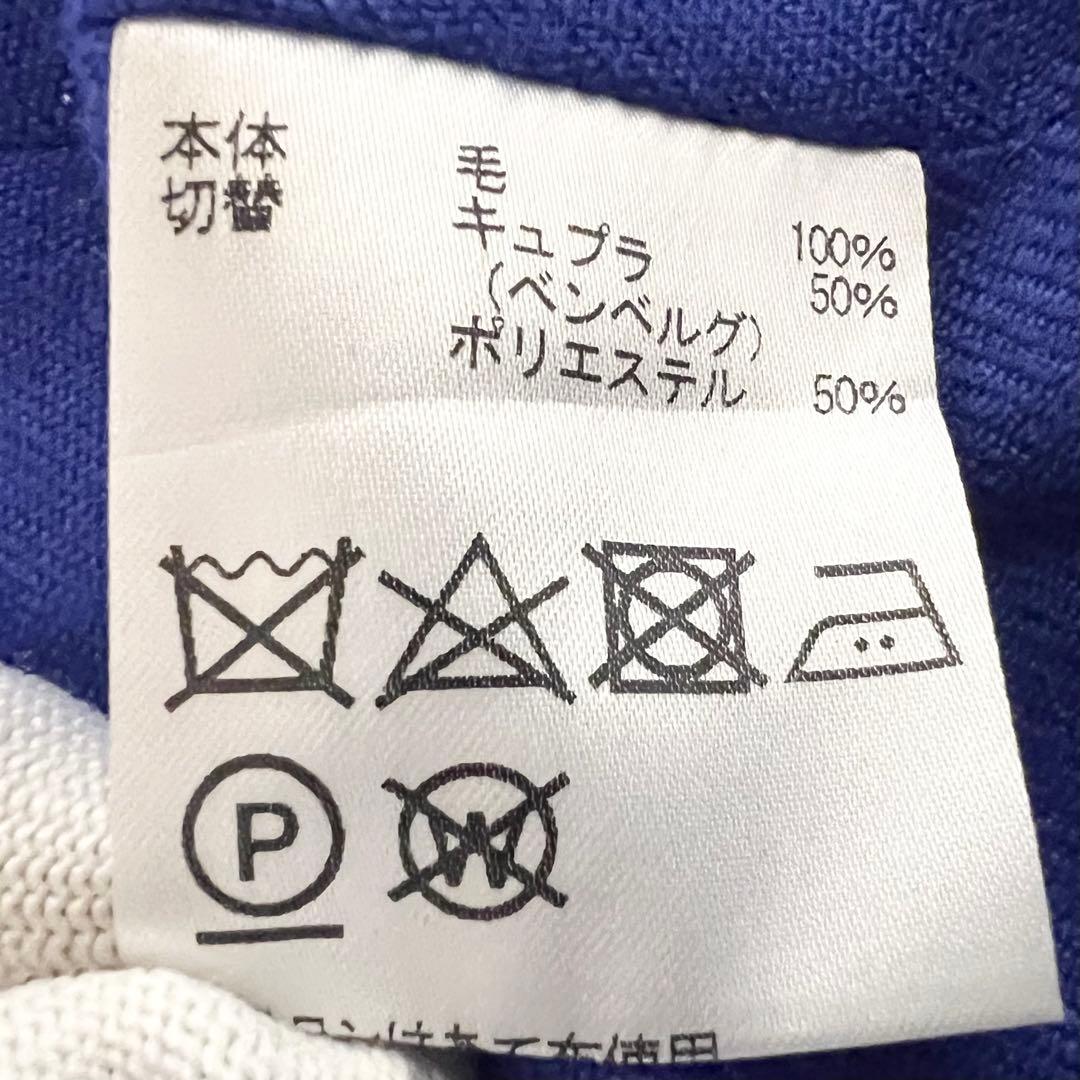 本体 毛 100%
切替 キュプラ 50%
(ベンベルグ)
ポリエステル 50%
P
W